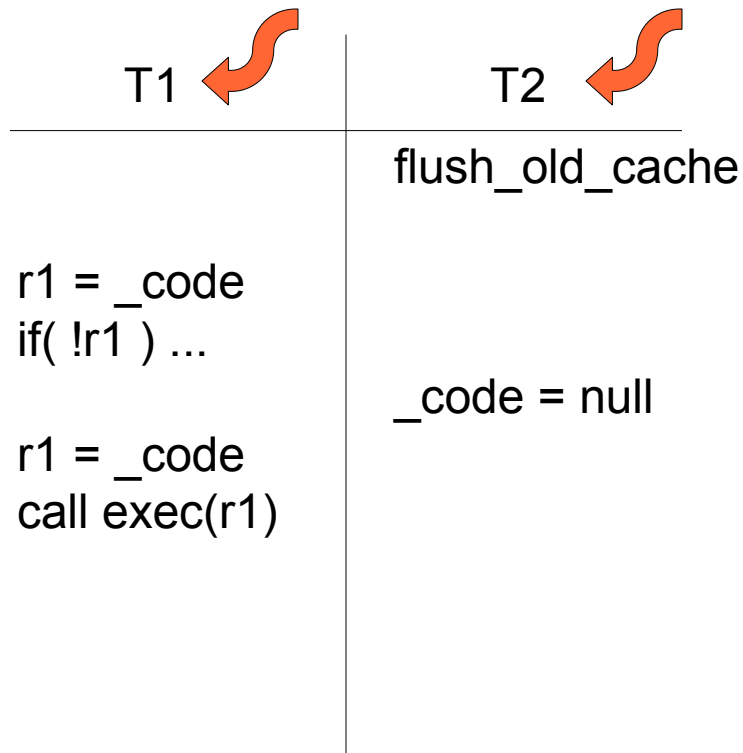 T1
T2
flush_old_cache
r1 = _code
if( !r1 ) ...
_code = null
r1 = _code
call exec(r1)